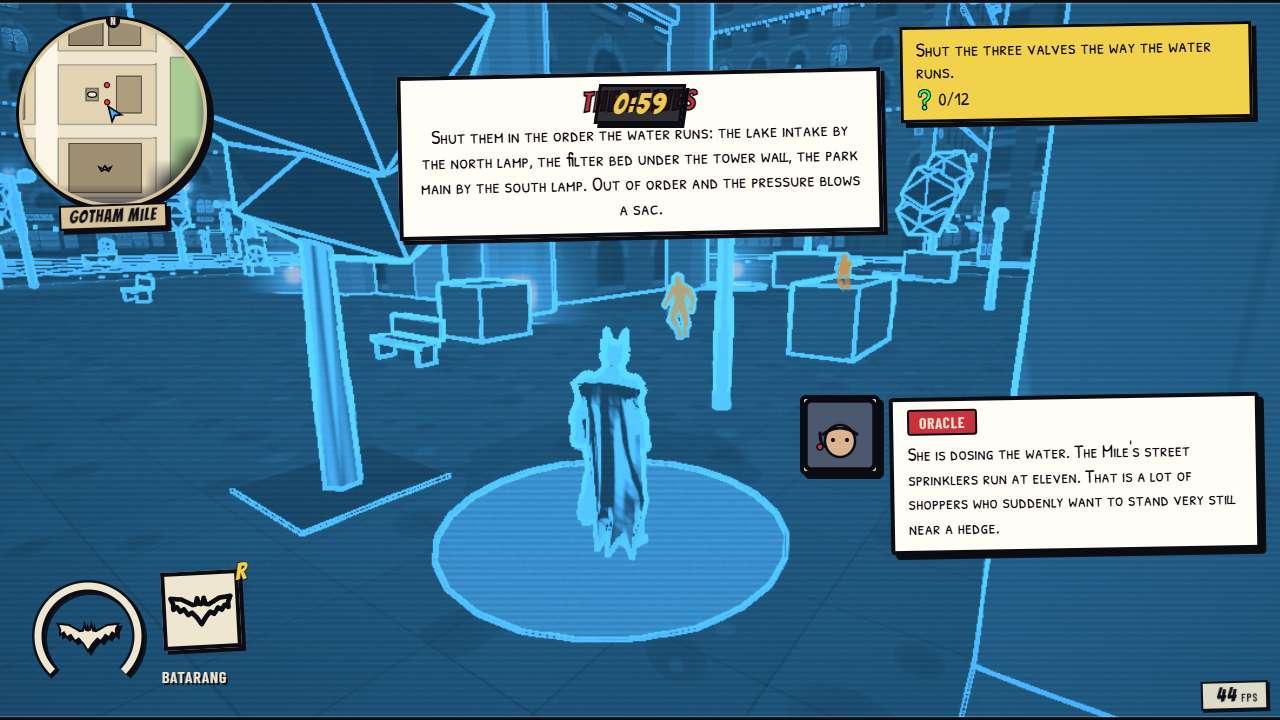 N
GOTHAM MILE
0:59
SHUT THEM IN THE ORDER THE WATER RUNS: THE LAKE INTAKE BY
THE NORTH LAMP, THE FILTER BED UNDER THE TOWER WALL, THE PARK
MAIN BY THE SOUTH LAMP. OUT OF ORDER AND THE PRESSURE BLOWS
A SAC.
SHUT THE THREE VALVES THE WAY THE WATER
RUNS.
? 0/12
ORACLE
SHE IS DOSING THE WATER. THE MILE'S STREET
SPRINKLERS RUN AT ELEVEN. THAT IS A LOT OF
SHOPPERS WHO SUDDENLY WANT TO STAND VERY STILL
NEAR A HEDGE.
R
BATARANG
44 FPS